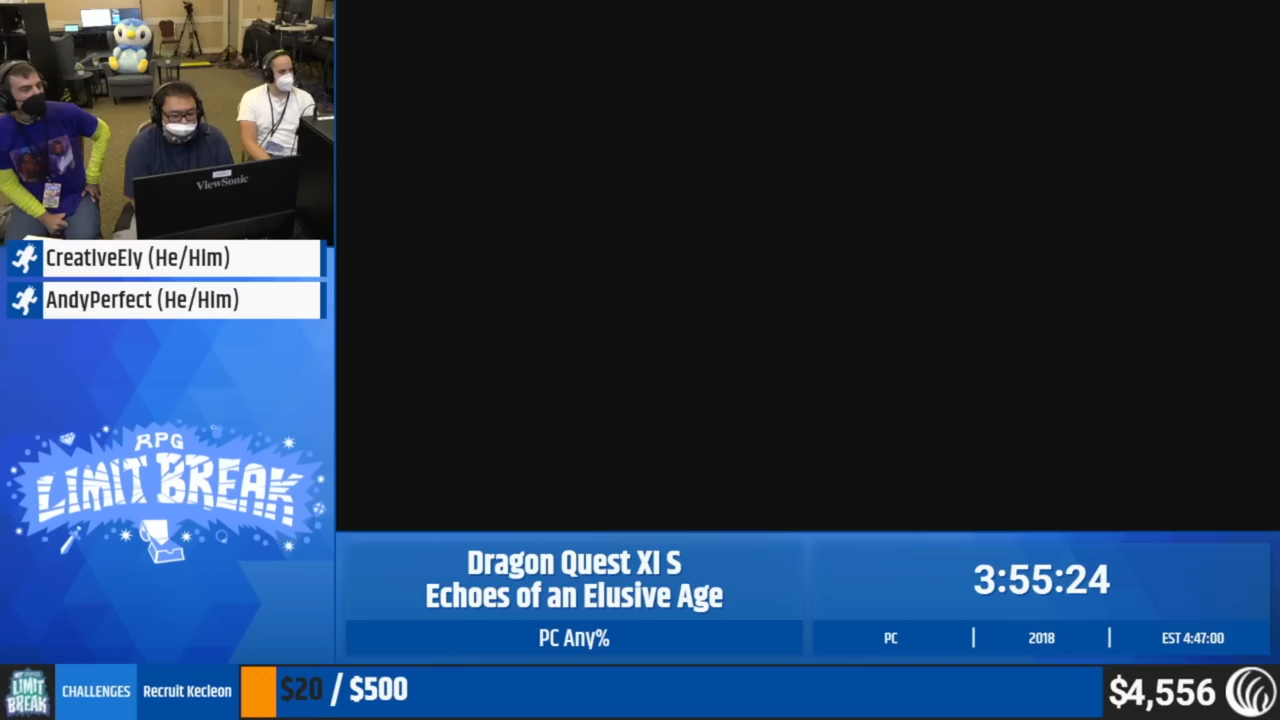 ViewSonic
CreatIveEly (He/HIm)
AndyPerfect (He/HIm)
RPG
LIMIT BREAK
Dragon Quest XI S
Echoes of an Elusive Age
PC Any%
3:55:24
PC | 2018 | EST 4:47:00
LIMIT
BREAK
CHALLENGES Recruit Kecleon $20 / $500 $4,556